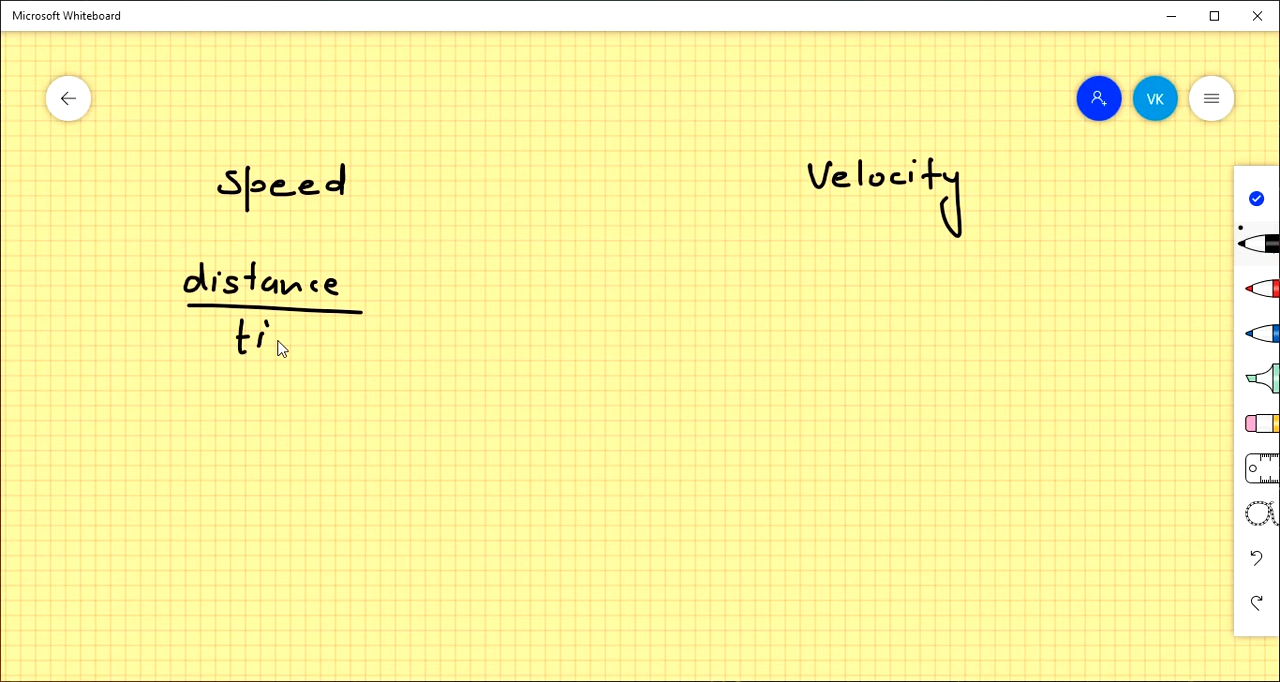 Microsoft Whiteboard
VK
Speed
Velocity
distance
ti